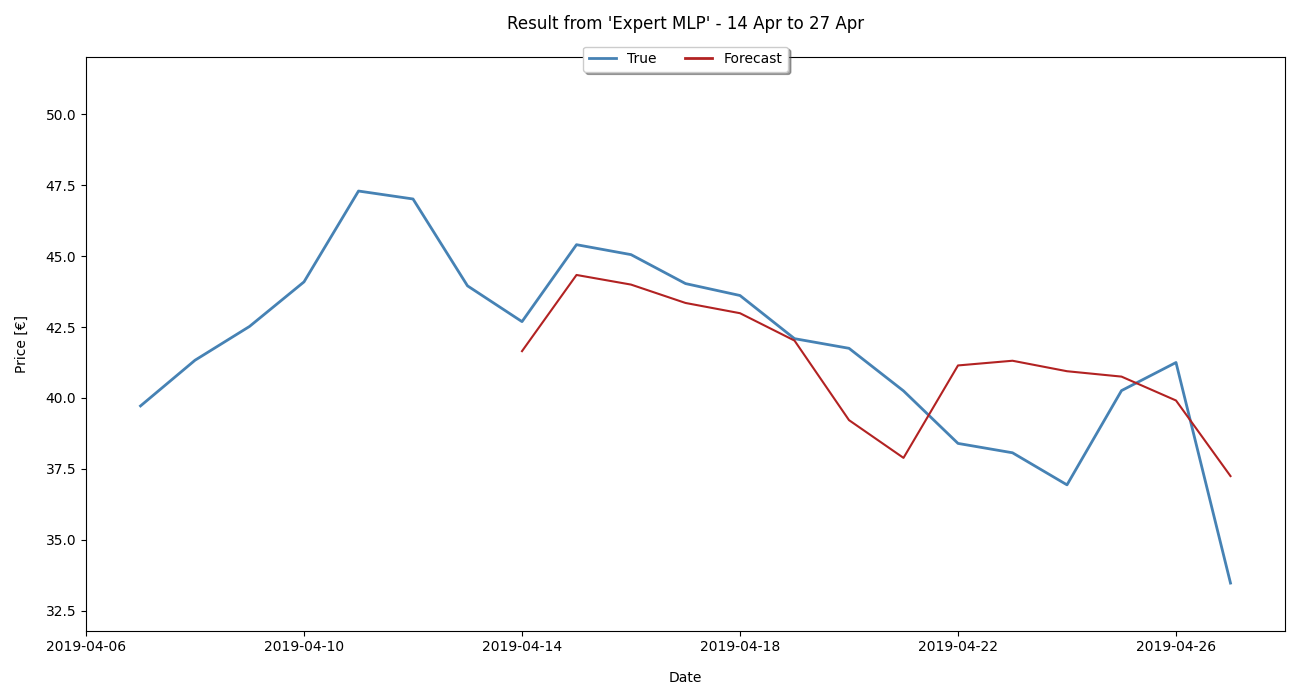 Result from 'Expert MLP' - 14 Apr to 27 Apr
True Forecast
Price [€]
50.0
47.5
45.0
42.5
40.0
37.5
35.0
32.5
2019-04-06 2019-04-10 2019-04-14 2019-04-18 2019-04-22 2019-04-26
Date